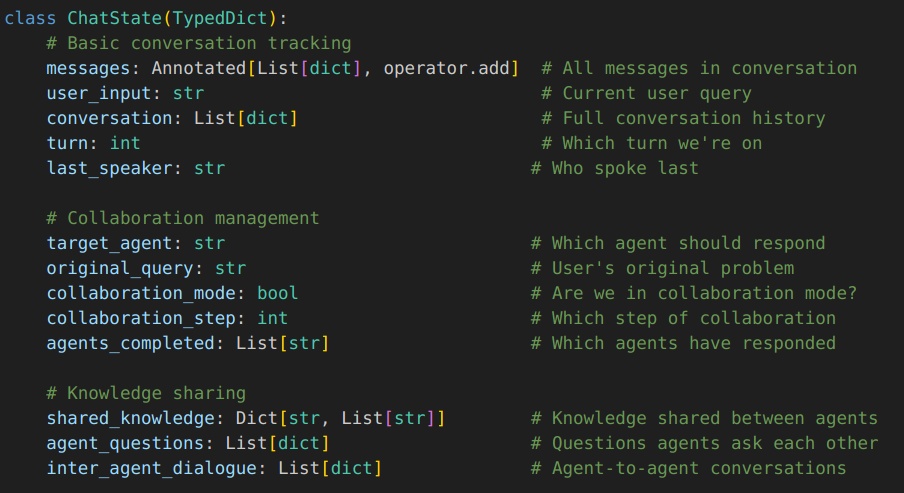 class ChatState(TypedDict):
    # Basic conversation tracking
    messages: Annotated[List[dict], operator.add]  # All messages in conversation
    user_input: str                                # Current user query
    conversation: List[dict]                       # Full conversation history
    turn: int                                      # Which turn we're on
    last_speaker: str                             # Who spoke last

    # Collaboration management
    target_agent: str                             # Which agent should respond
    original_query: str                           # User's original problem
    collaboration_mode: bool                      # Are we in collaboration mode?
    collaboration_step: int                       # Which step of collaboration
    agents_completed: List[str]                   # Which agents have responded

    # Knowledge sharing
    shared_knowledge: Dict[str, List[str]]        # Knowledge shared between agents
    agent_questions: List[dict]                   # Questions agents ask each other
    inter_agent_dialogue: List[dict]              # Agent-to-agent conversations